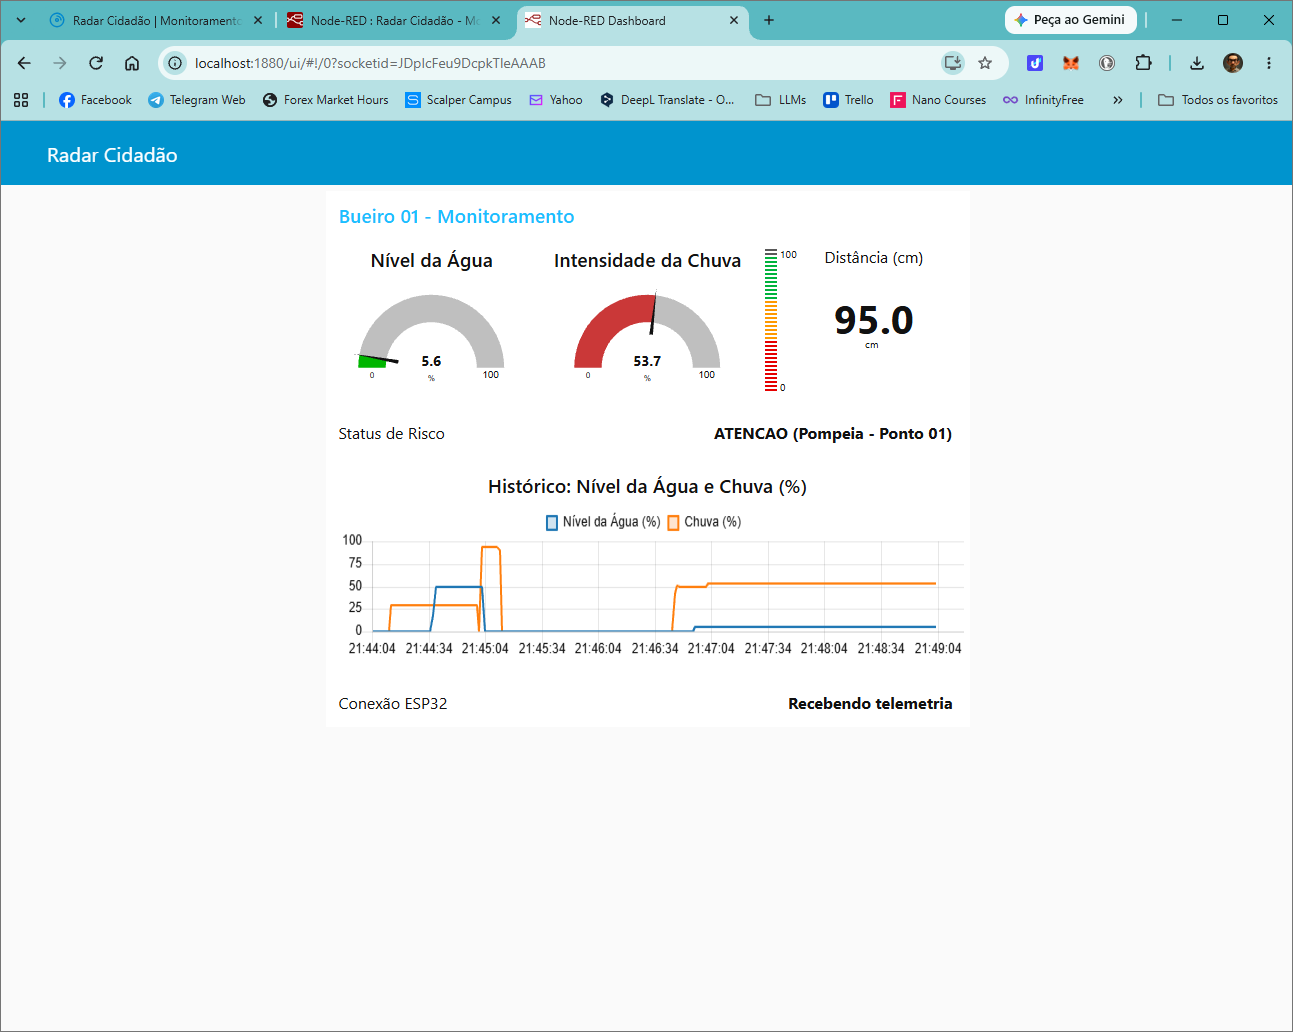 Radar Cidadão | Monitoramento
Node-RED : Radar Cidadão - Mo
Node-RED Dashboard
Peça ao Gemini
localhost:1880/ui/#!/0?socketid=JDpIcFeu9DcpkTIeAAAB
Facebook
Telegram Web
Forex Market Hours
Scalper Campus
Yahoo
DeepL Translate - O...
LLMs
Trello
Nano Courses
InfinityFree
Todos os favoritos
Radar Cidadão
Bueiro 01 - Monitoramento
Nível da Água
5.6
%
0
100
Intensidade da Chuva
53.7
%
0
100
100
0
Distância (cm)
95.0
cm
Status de Risco
ATENCAO (Pompeia - Ponto 01)
Histórico: Nível da Água e Chuva (%)
Nível da Água (%) Chuva (%)
100
75
50
25
0
21:44:04 21:44:34 21:45:04 21:45:34 21:46:04 21:46:34 21:47:04 21:47:34 21:48:04 21:48:34 21:49:04
Conexão ESP32
Recebendo telemetria